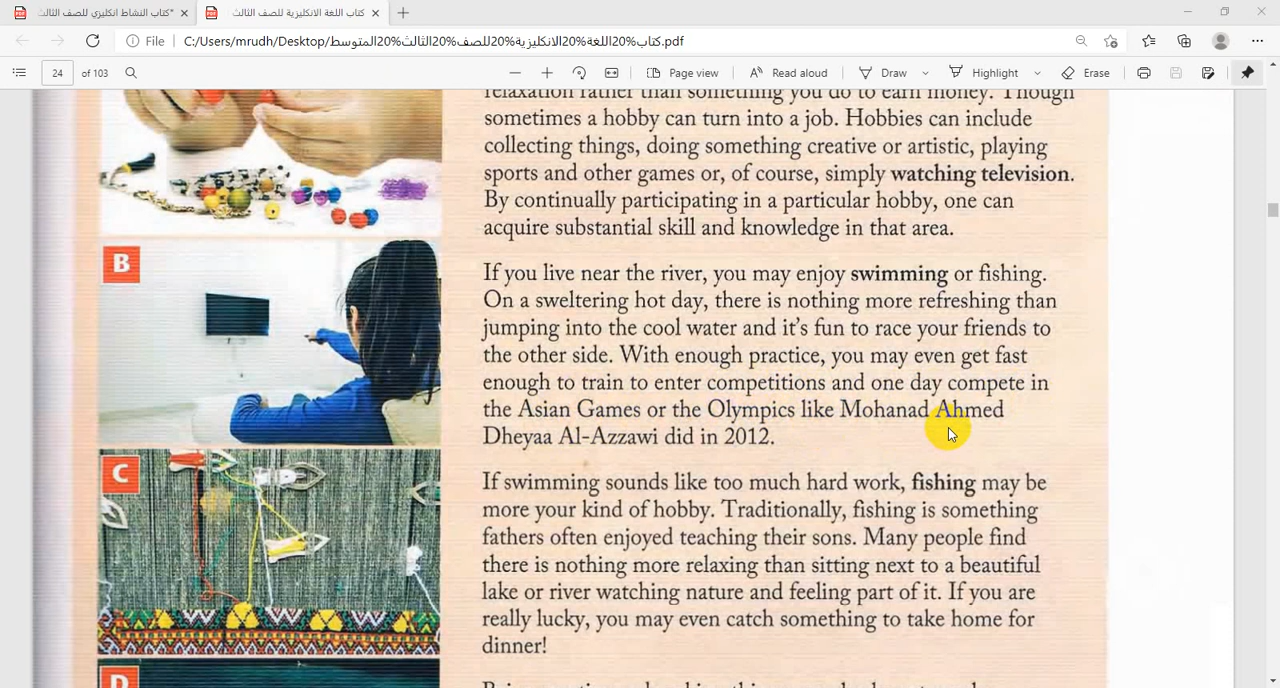 *كتاب النشاط انكليزي للصف الثالث
كتاب اللغة الانكليزية للصف الثالث
File
C:/Users/mrudh/Desktop/كتاب%20اللغة%20الانكليزية%20للصف%20الثالث%20المتوسط.pdf
24 of 103
Page view
Read aloud
Draw
Highlight
Erase
relaxation rather than something you do to earn money. Though
sometimes a hobby can turn into a job. Hobbies can include
collecting things, doing something creative or artistic, playing
sports and other games or, of course, simply watching television.
By continually participating in a particular hobby, one can
acquire substantial skill and knowledge in that area.
B
If you live near the river, you may enjoy swimming or fishing.
On a sweltering hot day, there is nothing more refreshing than
jumping into the cool water and it's fun to race your friends to
the other side. With enough practice, you may even get fast
enough to train to enter competitions and one day compete in
the Asian Games or the Olympics like Mohanad Ahmed
Dheyaa Al-Azzawi did in 2012.
C
If swimming sounds like too much hard work, fishing may be
more your kind of hobby. Traditionally, fishing is something
fathers often enjoyed teaching their sons. Many people find
there is nothing more relaxing than sitting next to a beautiful
lake or river watching nature and feeling part of it. If you are
really lucky, you may even catch something to take home for
dinner!
D